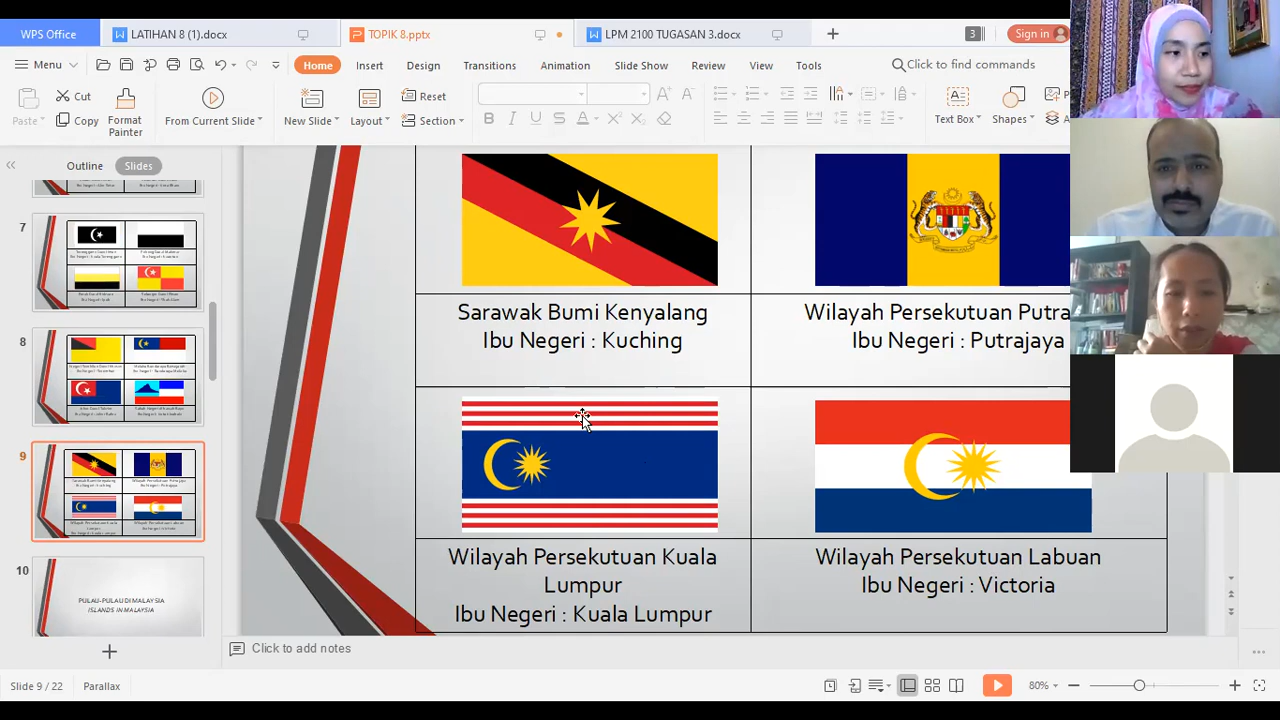 WPS Office
LATIHAN 8 (1).docx
TOPIK 8.pptx
LPM 2100 TUGASAN 3.docx
3
Sign in
Menu
Home
Insert
Design
Transitions
Animation
Slide Show
Review
View
Tools
Click to find commands
Cut
Format
Painter
From Current Slide
New Slide
Layout
Reset
Section
B I U S A
Text Box
Shapes
Outline
Slides
7
8
9
10
PULAU-PULAU DI MALAYSIA
ISLANDS IN MALAYSIA
Sarawak Bumi Kenyalang
Ibu Negeri : Kuching
Wilayah Persekutuan
Ibu Negeri : Putrajaya
Wilayah Persekutuan Kuala
Lumpur
Ibu Negeri : Kuala Lumpur
Wilayah Persekutuan Labuan
Ibu Negeri : Victoria
Click to add notes
Slide 9 / 22
Parallax
80%